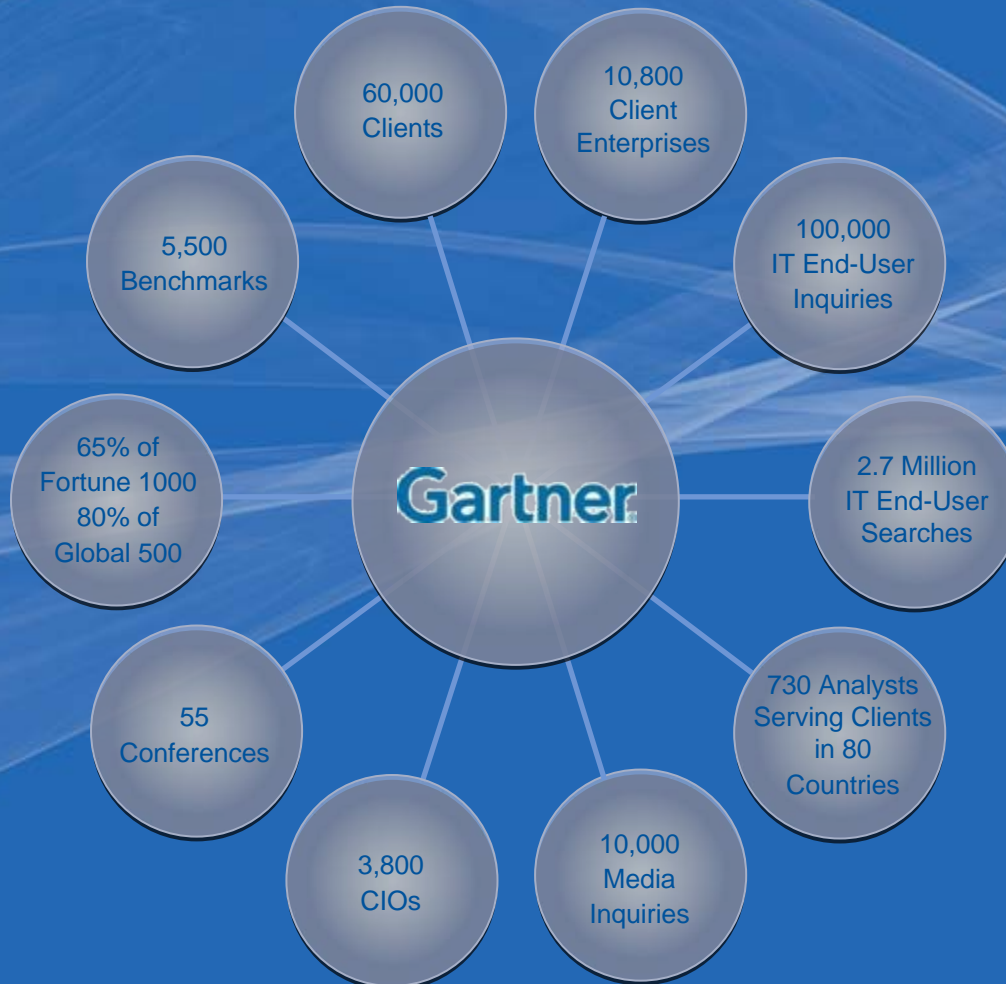 60,000
Clients
10,800
Client
Enterprises
5,500
Benchmarks
100,000
IT End-User
Inquiries
65% of
Fortune 1000
80% of
Global 500
Gartner
2.7 Million
IT End-User
Searches
55
Conferences
730 Analysts
Serving Clients
in 80
Countries
3,800
CIOs
10,000
Media
Inquiries